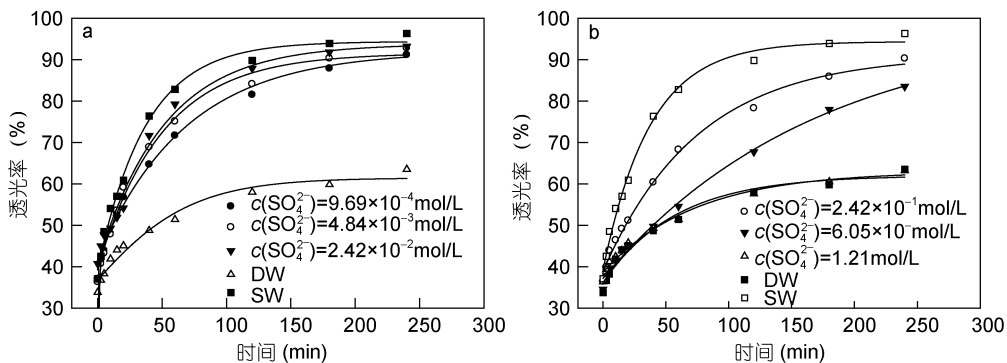 a
透光率 (%)
100
90
80
70
60
50
40
30
c(SO₄²⁻)=9.69×10⁻⁴mol/L
c(SO₄²⁻)=4.84×10⁻³mol/L
c(SO₄²⁻)=2.42×10⁻²mol/L
DW
SW
0 50 100 150 200 250 300
时间 (min)
b
透光率 (%)
100
90
80
70
60
50
40
30
c(SO₄²⁻)=2.42×10⁻¹mol/L
c(SO₄²⁻)=6.05×10⁻mol/L
c(SO₄²⁻)=1.21mol/L
DW
SW
0 50 100 150 200 250 300
时间 (min)